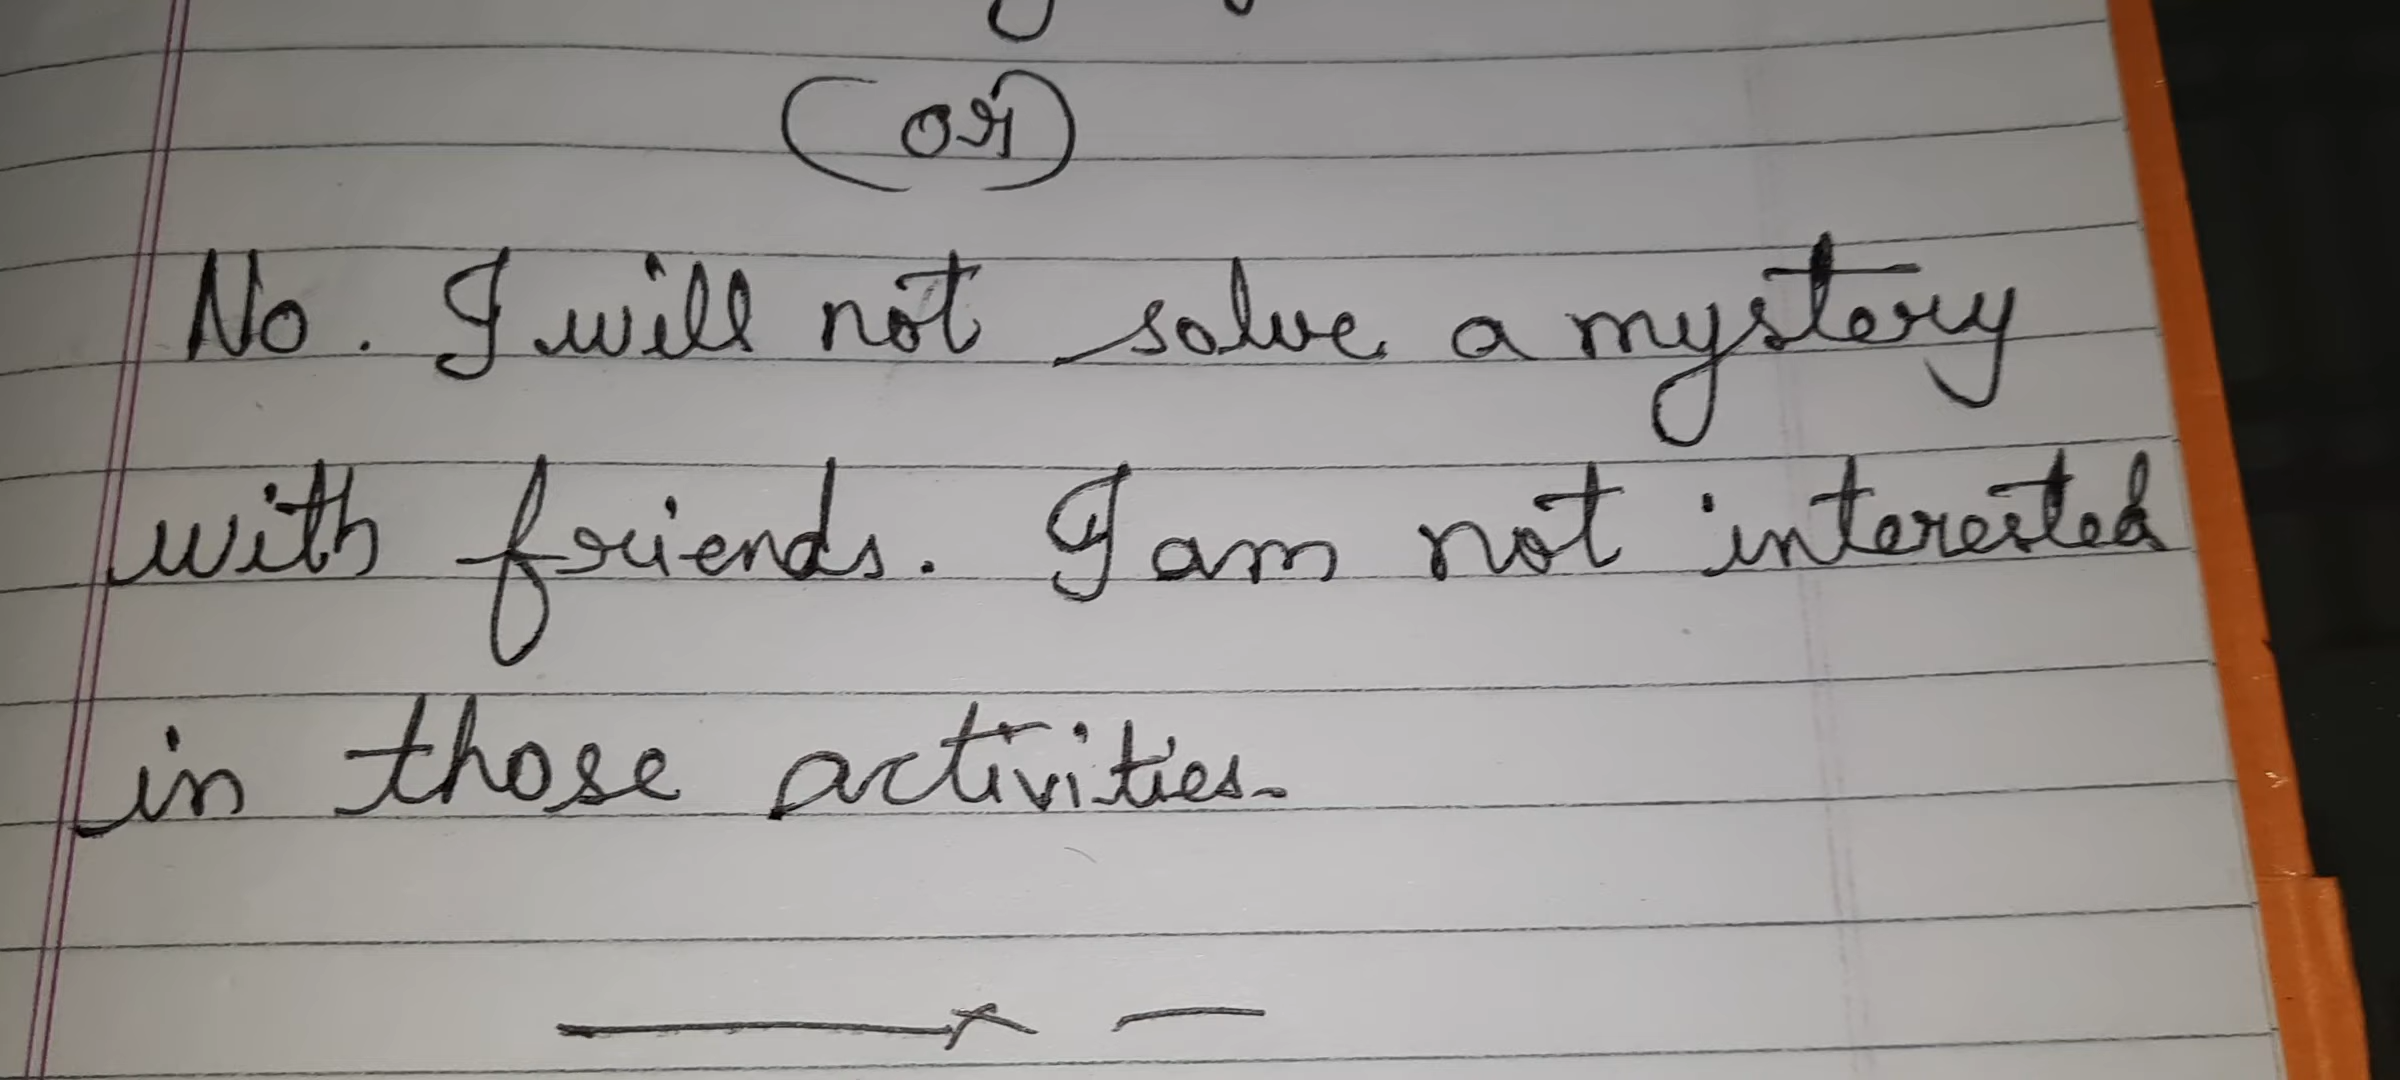 (or)
No. I will not solve a mystery
with friends. I am not interested
in those activities.